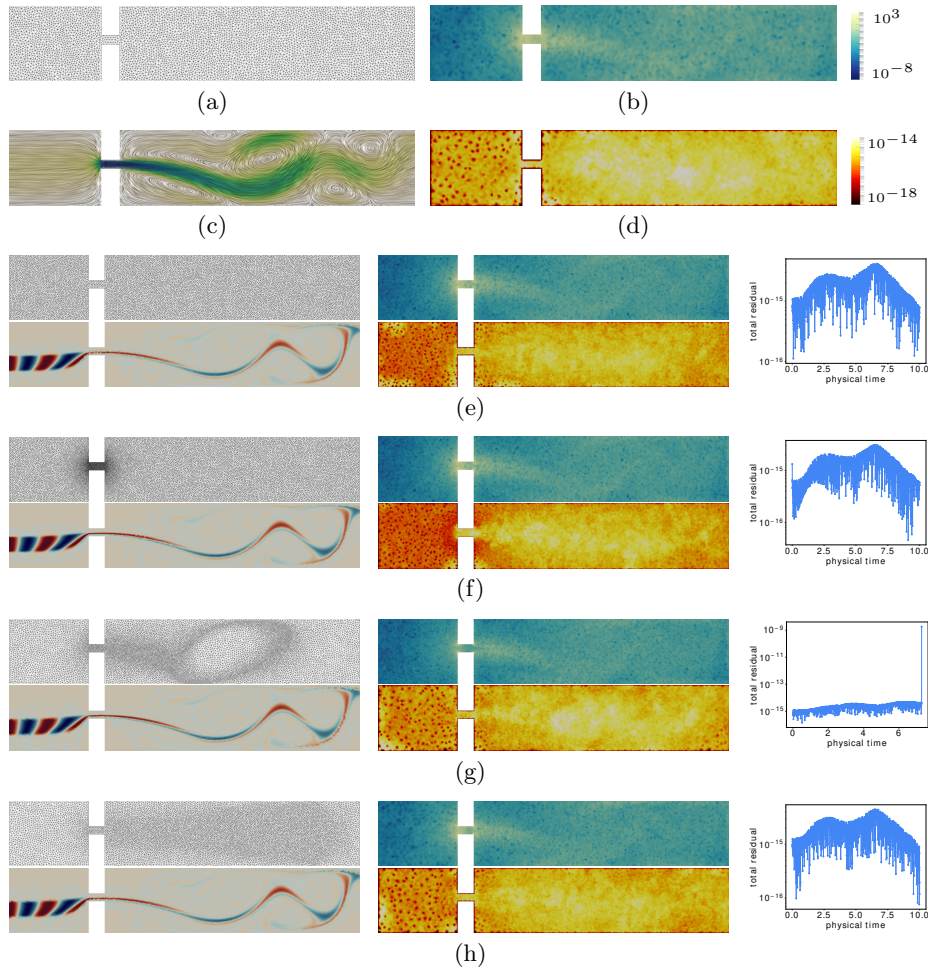 10^3
10^-8
(a)
(b)
10^-14
10^-18
(c)
(d)
total residual
10^-15
10^-16
0.0 2.5 5.0 7.5 10.0
physical time
(e)
total residual
10^-15
10^-16
0.0 2.5 5.0 7.5 10.0
physical time
(f)
total residual
10^-9
10^-11
10^-13
10^-15
0 2 4 6
physical time
(g)
total residual
10^-15
10^-16
0.0 2.5 5.0 7.5 10.0
physical time
(h)